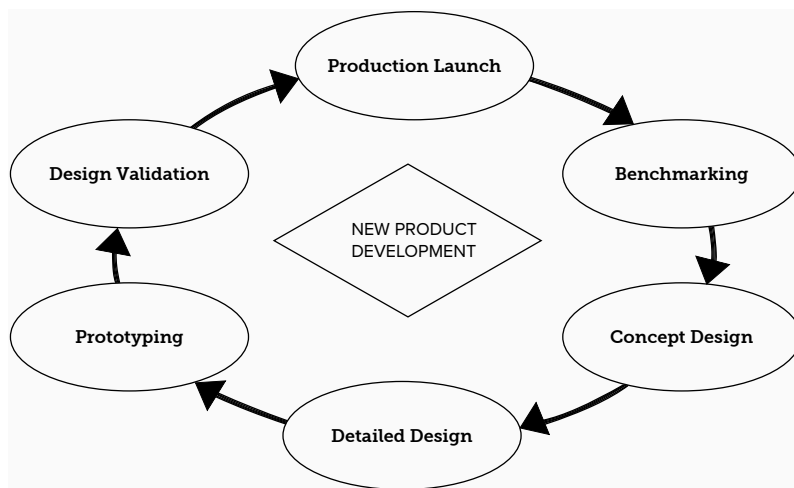 Production Launch
Design Validation
Benchmarking
NEW PRODUCT
DEVELOPMENT
Prototyping
Concept Design
Detailed Design